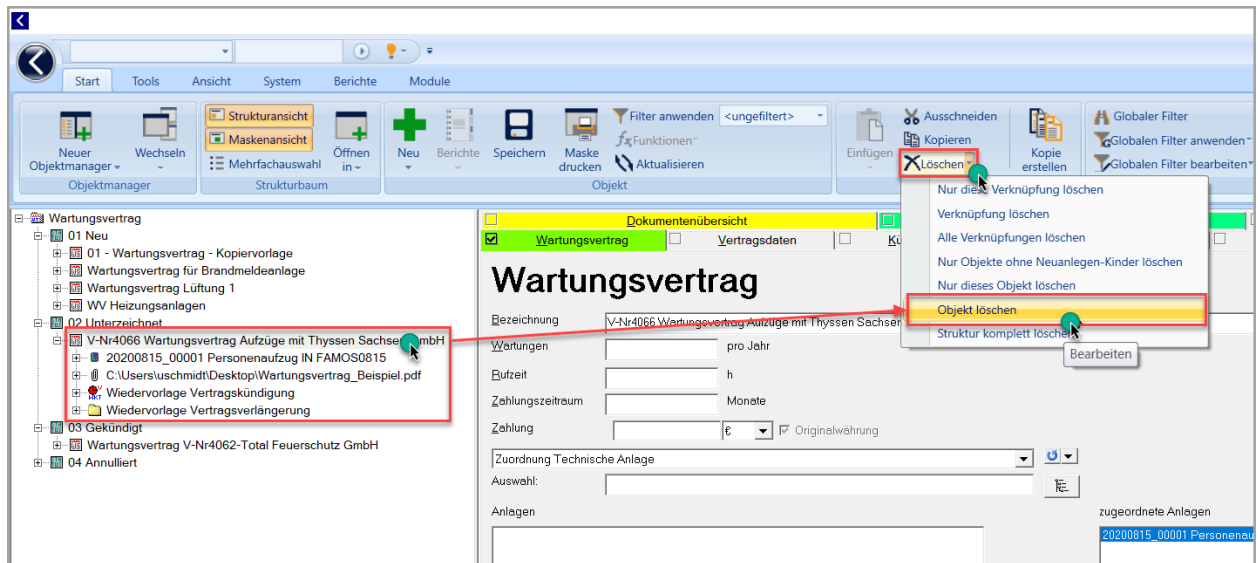 Start Tools Ansicht System Berichte Module
Neuer Objektmanager
Wechseln
Objektmanager
Strukturansicht
Maskenansicht
Mehrfachauswahl
Öffnen in
Strukturbaum
Neu
Berichte
Speichern
Maske drucken
Filter anwenden <ungefiltert>
fxFunktionen
Aktualisieren
Objekt
Einfügen
Ausschneiden
Kopieren
Löschen
Kopie erstellen
Globaler Filter
Globalen Filter anwenden
Globalen Filter bearbeiten
Nur diese Verknüpfung löschen
Verknüpfung löschen
Alle Verknüpfungen löschen
Nur Objekte ohne Neuanlegen-Kinder löschen
Nur dieses Objekt löschen
Objekt löschen
Struktur komplett löschen
Bearbeiten
Wartungsvertrag
01 Neu
01 - Wartungsvertrag - Kopiervorlage
Wartungsvertrag für Brandmeldeanlage
Wartungsvertrag Lüftung 1
WV Heizungsanlagen
02 Unterzeichnet
V-Nr4066 Wartungsvertrag Aufzüge mit Thyssen Sachsen GmbH
20200815_00001 Personenaufzug IN FAMOS0815
C:\Users\uschmidt\Desktop\Wartungsvertrag_Beispiel.pdf
Wiedervorlage Vertragskündigung
Wiedervorlage Vertragsverlängerung
03 Gekündigt
Wartungsvertrag V-Nr4062-Total Feuerschutz GmbH
04 Annulliert
Dokumentenübersicht
Wartungsvertrag Vertragsdaten Kü
Wartungsvertrag
Bezeichnung V-Nr4066 Wartungsvertrag Aufzüge mit Thyssen Sachsen
Wartungen pro Jahr
Rufzeit h
Zahlungszeitraum Monate
Zahlung € Originalwährung
Zuordnung Technische Anlage
Auswahl:
Anlagen zugeordnete Anlagen
20200815_00001 Personenau